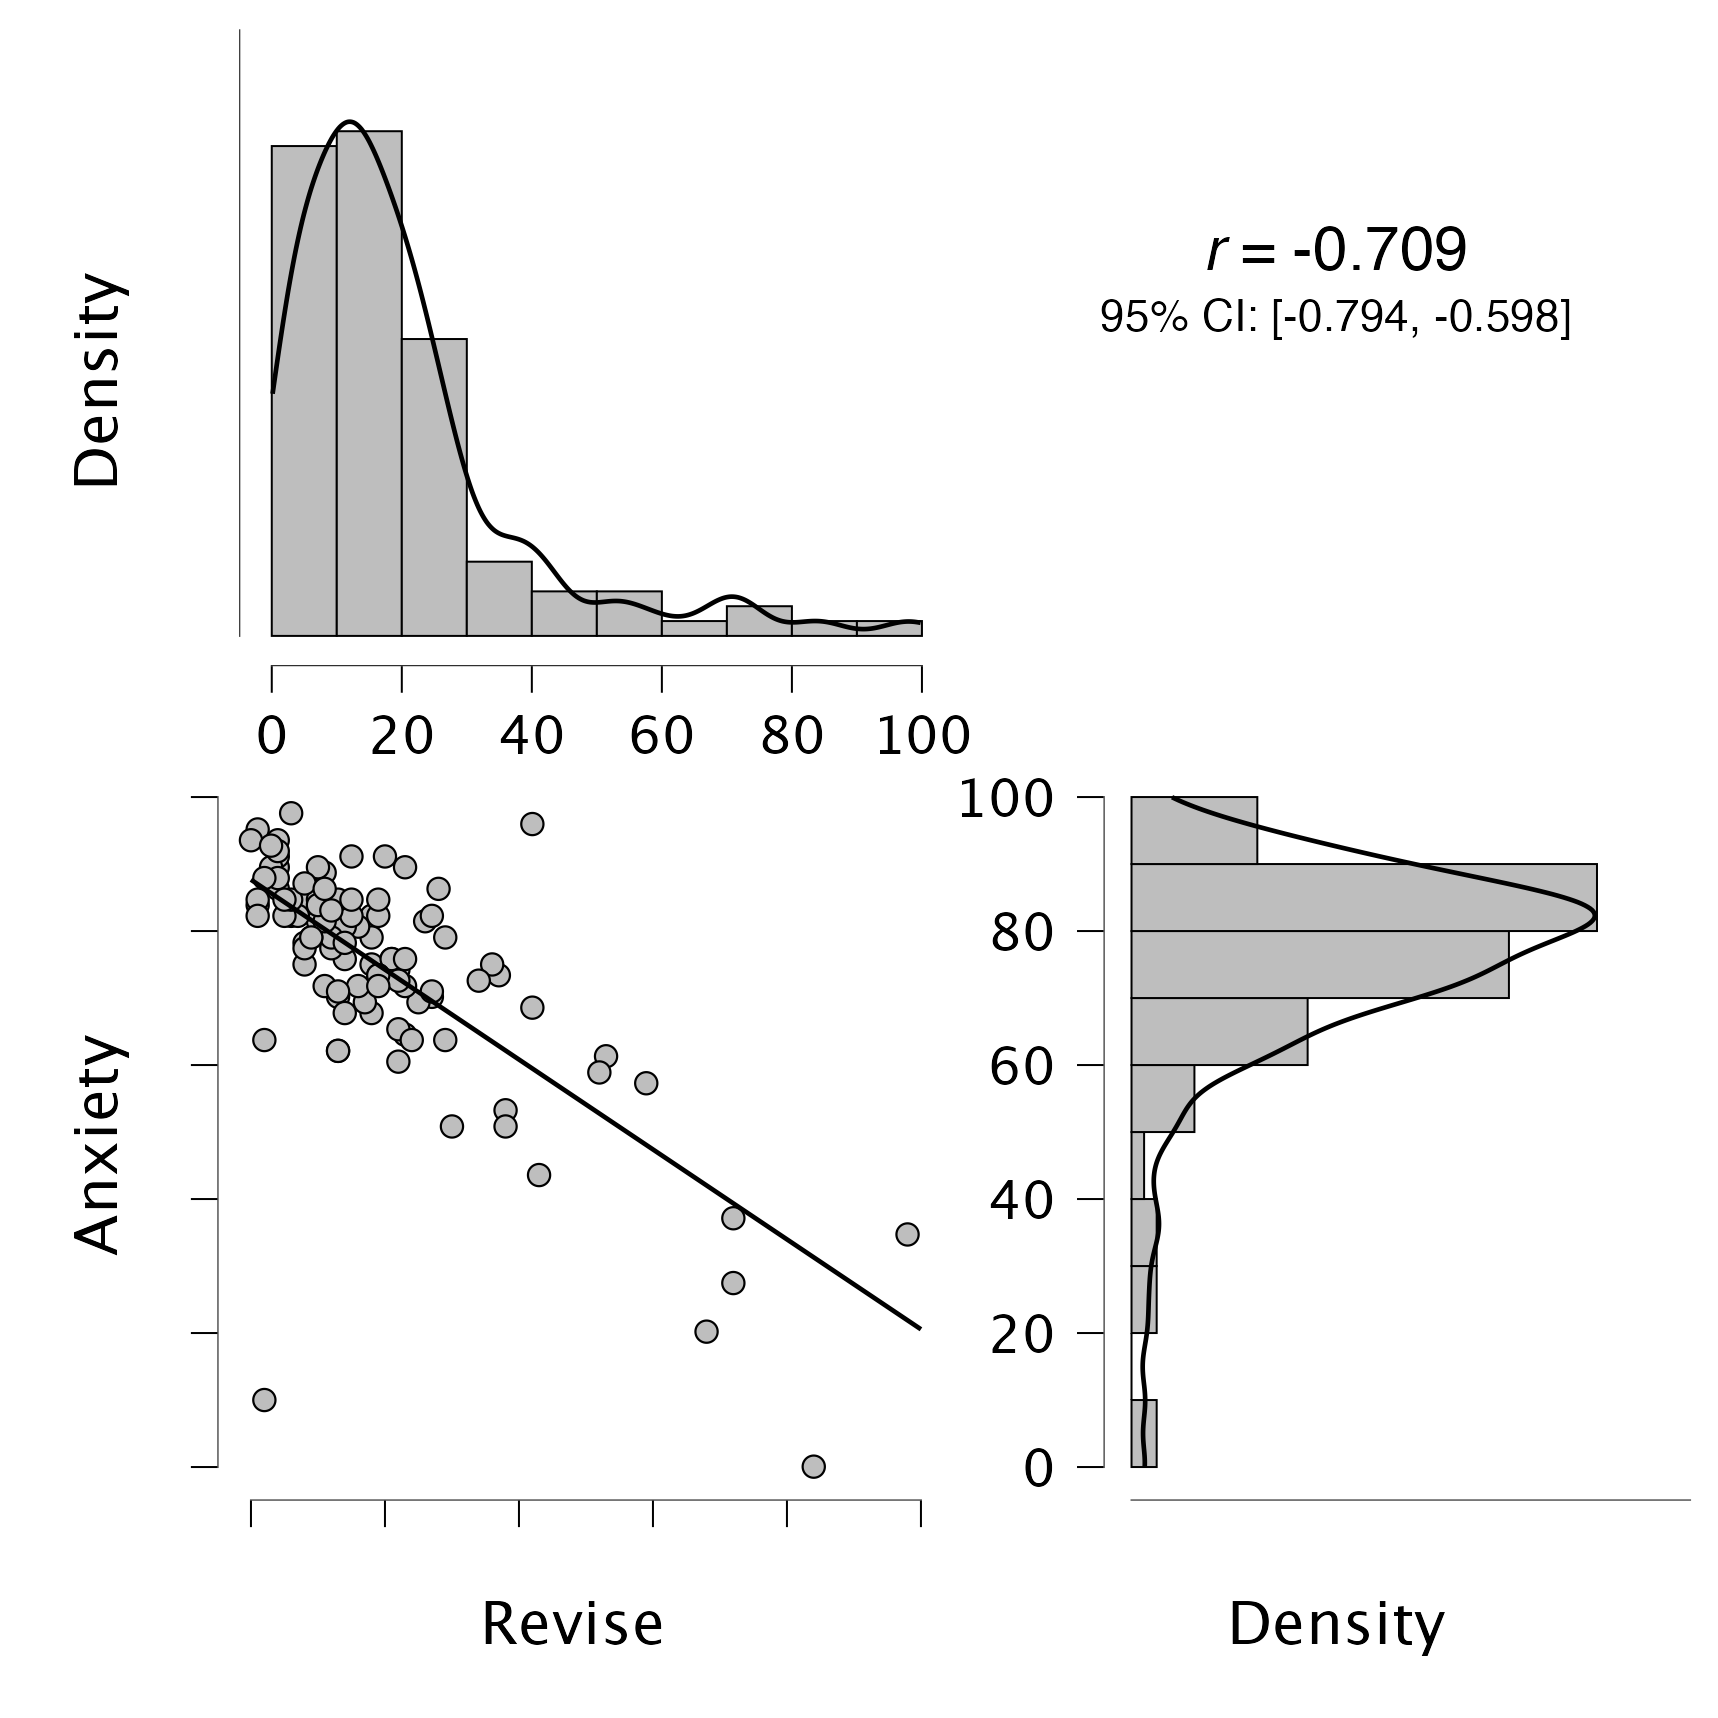 Density
r = -0.709
95% CI: [-0.794, -0.598]
0 20 40 60 80 100
Anxiety
100
80
60
40
20
0
Revise
Density